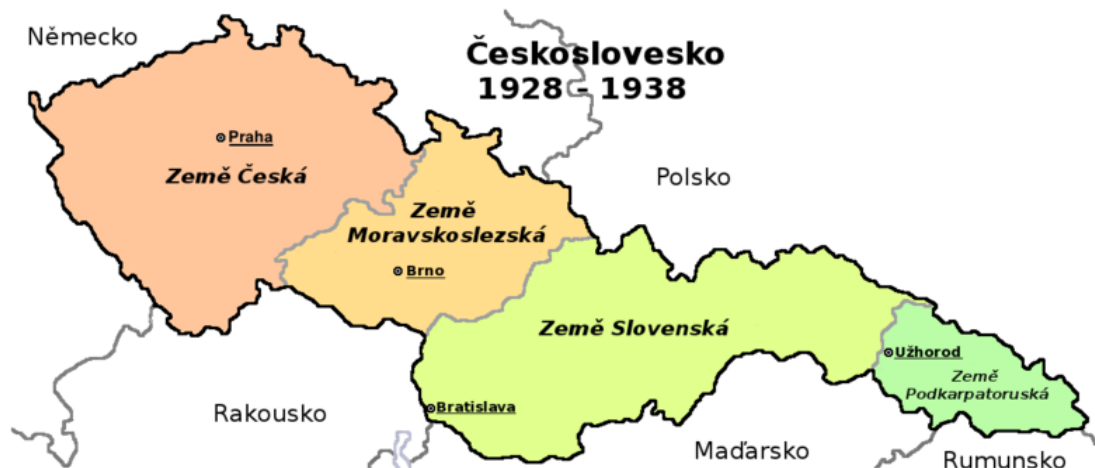 Německo
Československo
1928 - 1938
Praha
Země Česká
Polsko
Země
Moravskoslezská
Brno
Země Slovenská
Užhorod
Země
Podkarpatoruská
Bratislava
Rakousko
Maďarsko
Rumunsko